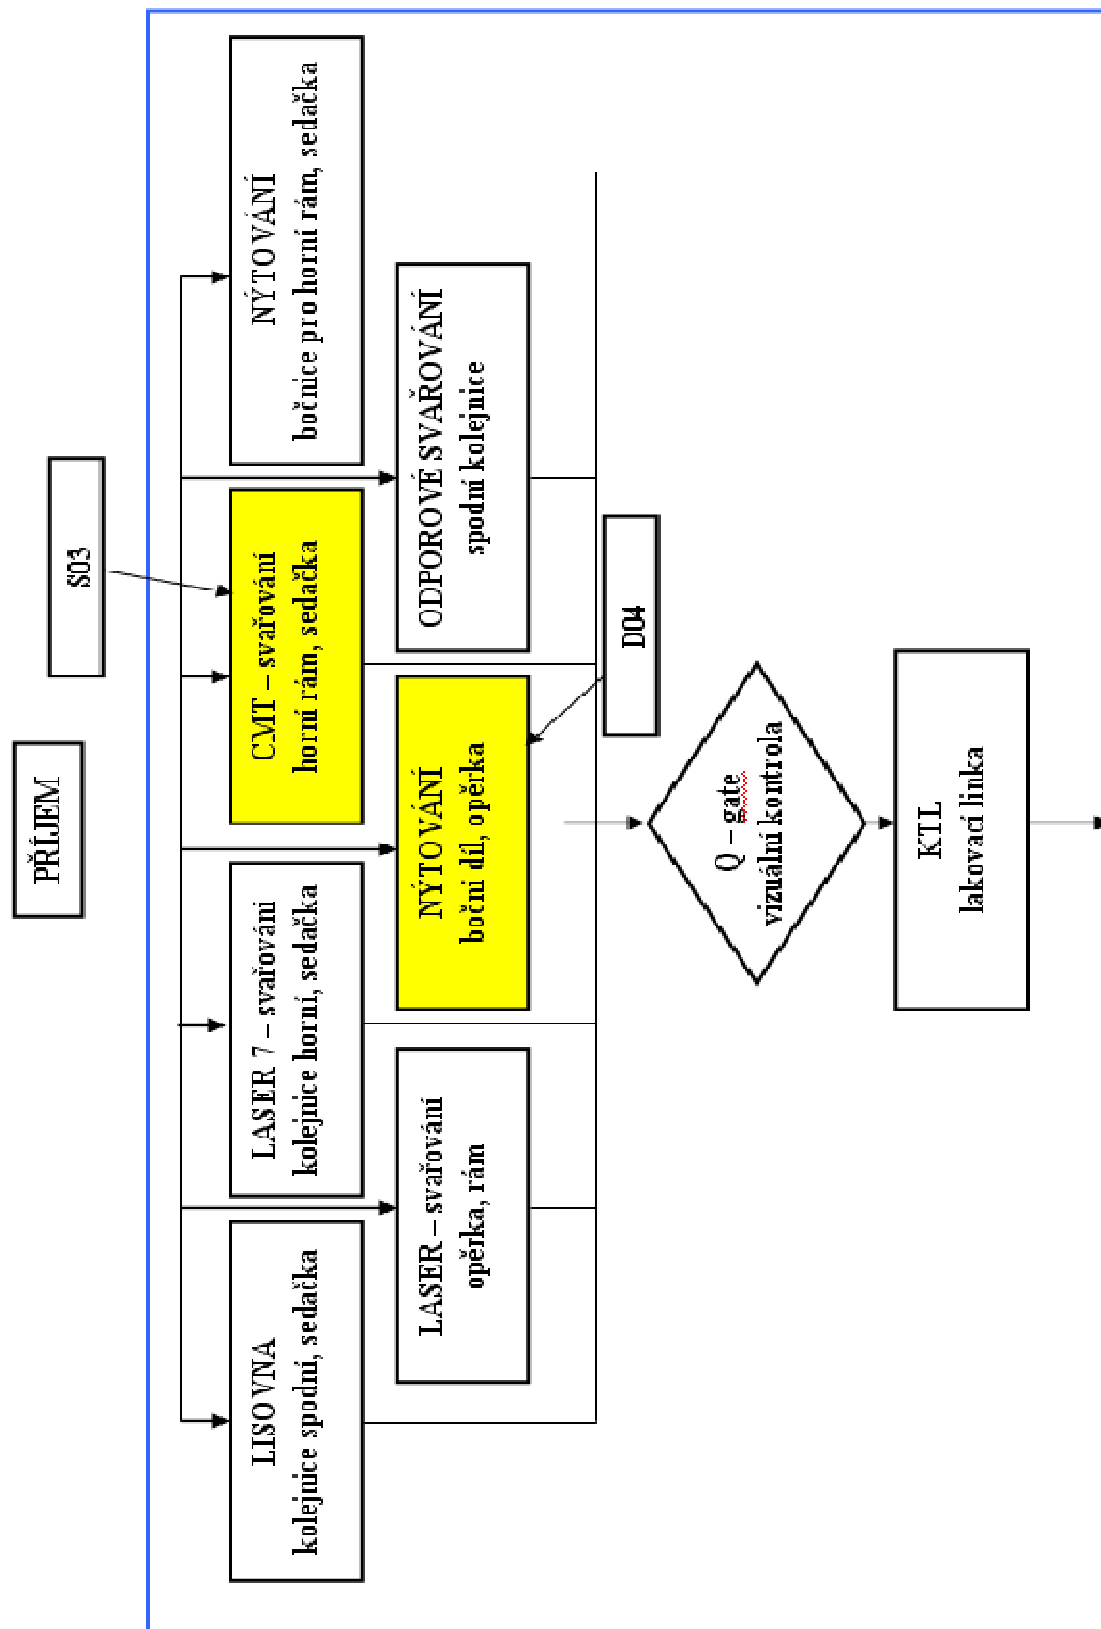 PŘÍJEM
S03
LISOVNA
kolejnice spodní, sedačka
LASER 7 – svařování
kolejnice horní, sedačka
CMT – svařování
horní rám, sedačka
NÝTOVÁNÍ
bočnice pro horní rám, sedačka
LASER – svařování
opěrka, rám
NÝTOVÁNÍ
boční díl, opěrka
ODPOROVÉ SVAŘOVÁNÍ
spodní kolejnice
D04
Q – gate
vizuální kontrola
KTL
lakovací linka